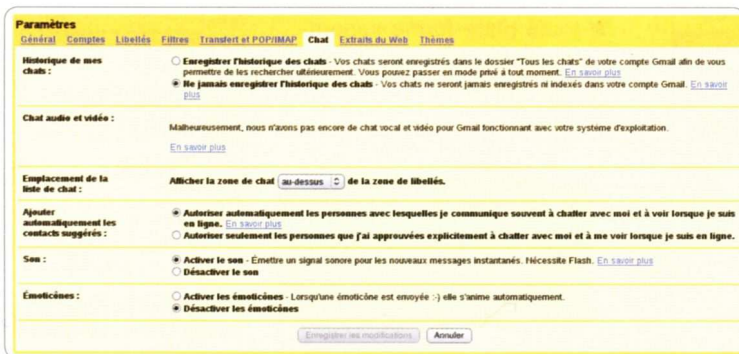 Paramètres
Général Comptes Libellés Filtres Transfert et POP/IMAP Chat Extraits du Web Thèmes
Historique de mes chats :
Enregistrer l'historique des chats - Vos chats seront enregistrés dans le dossier "Tous les chats" de votre compte Gmail afin de vous
permettre de les rechercher ultérieurement. Vous pouvez passer en mode privé à tout moment. En savoir plus
Ne jamais enregistrer l'historique des chats - Vos chats ne seront jamais enregistrés ni indexés dans votre compte Gmail. En savoir
plus
Chat audio et vidéo :
Malheureusement, nous n'avons pas encore de chat vocal et vidéo pour Gmail fonctionnant avec votre système d'exploitation.
En savoir plus
Emplacement de la
liste de chat :
Afficher la zone de chat au-dessus de la zone de libellés.
Ajouter
automatiquement les
contacts suggérés :
Autoriser automatiquement les personnes avec lesquelles je communique souvent à chatter avec moi et à voir lorsque je suis
en ligne. En savoir plus
Autoriser seulement les personnes que j'ai approuvées explicitement à chatter avec moi et à me voir lorsque je suis en ligne.
Son :
Activer le son - Émettre un signal sonore pour les nouveaux messages instantanés. Nécessite Flash. En savoir plus
Désactiver le son
Émoticônes :
Activer les émoticônes - Lorsqu'une émoticône est envoyée :-) elle s'anime automatiquement.
Désactiver les émoticônes
Enregistrer les modifications Annuler